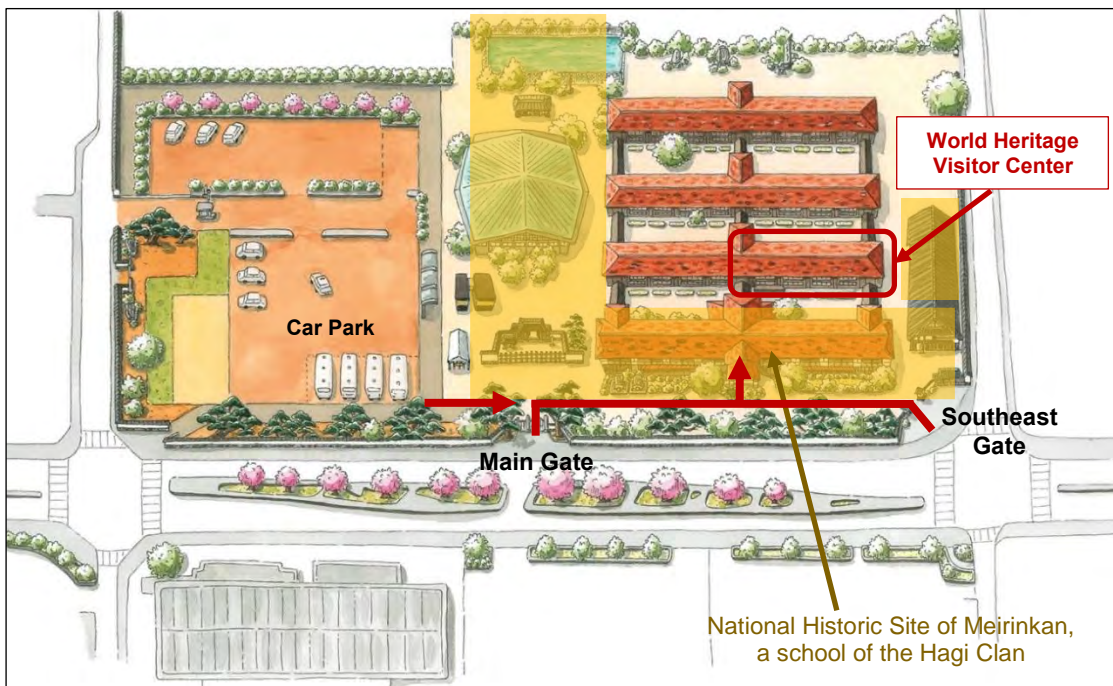 World Heritage
Visitor Center
Car Park
Southeast
Gate
Main Gate
National Historic Site of Meirinkan,
a school of the Hagi Clan